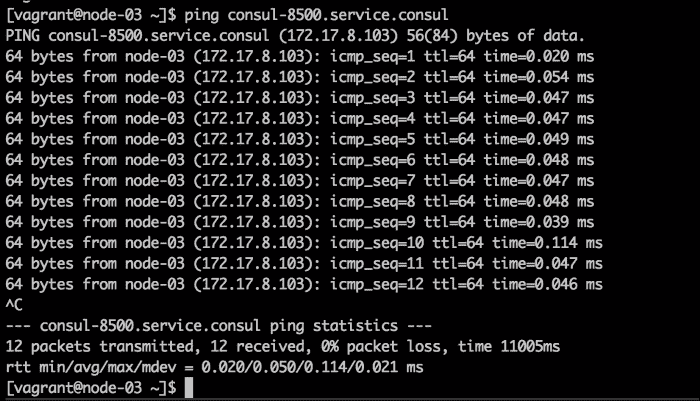 [vagrant@node-03 ~]$ ping consul-8500.service.consul
PING consul-8500.service.consul (172.17.8.103) 56(84) bytes of data.
64 bytes from node-03 (172.17.8.103): icmp_seq=1 ttl=64 time=0.020 ms
64 bytes from node-03 (172.17.8.103): icmp_seq=2 ttl=64 time=0.054 ms
64 bytes from node-03 (172.17.8.103): icmp_seq=3 ttl=64 time=0.047 ms
64 bytes from node-03 (172.17.8.103): icmp_seq=4 ttl=64 time=0.047 ms
64 bytes from node-03 (172.17.8.103): icmp_seq=5 ttl=64 time=0.049 ms
64 bytes from node-03 (172.17.8.103): icmp_seq=6 ttl=64 time=0.048 ms
64 bytes from node-03 (172.17.8.103): icmp_seq=7 ttl=64 time=0.047 ms
64 bytes from node-03 (172.17.8.103): icmp_seq=8 ttl=64 time=0.048 ms
64 bytes from node-03 (172.17.8.103): icmp_seq=9 ttl=64 time=0.039 ms
64 bytes from node-03 (172.17.8.103): icmp_seq=10 ttl=64 time=0.114 ms
64 bytes from node-03 (172.17.8.103): icmp_seq=11 ttl=64 time=0.047 ms
64 bytes from node-03 (172.17.8.103): icmp_seq=12 ttl=64 time=0.046 ms
^C
--- consul-8500.service.consul ping statistics ---
12 packets transmitted, 12 received, 0% packet loss, time 11005ms
rtt min/avg/max/mdev = 0.020/0.050/0.114/0.021 ms
[vagrant@node-03 ~]$